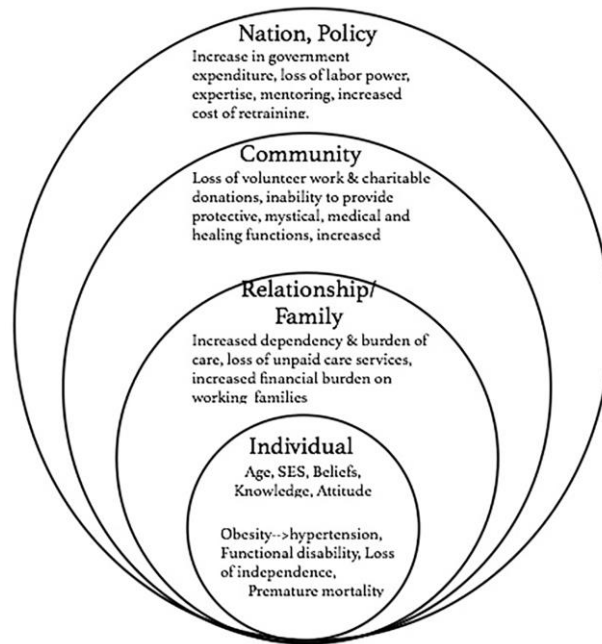 Nation, Policy
Increase in government
expenditure, loss of labor power,
expertise, mentoring, increased
cost of retraining.
Community
Loss of volunteer work & charitable
donations, inability to provide
protective, mystical, medical and
healing functions, increased
Relationship/
Family
Increased dependency & burden of
care, loss of unpaid care services,
increased financial burden on
working families
Individual
Age, SES, Beliefs,
Knowledge, Attitude
Obesity-->hypertension,
Functional disability, Loss
of independence,
Premature mortality